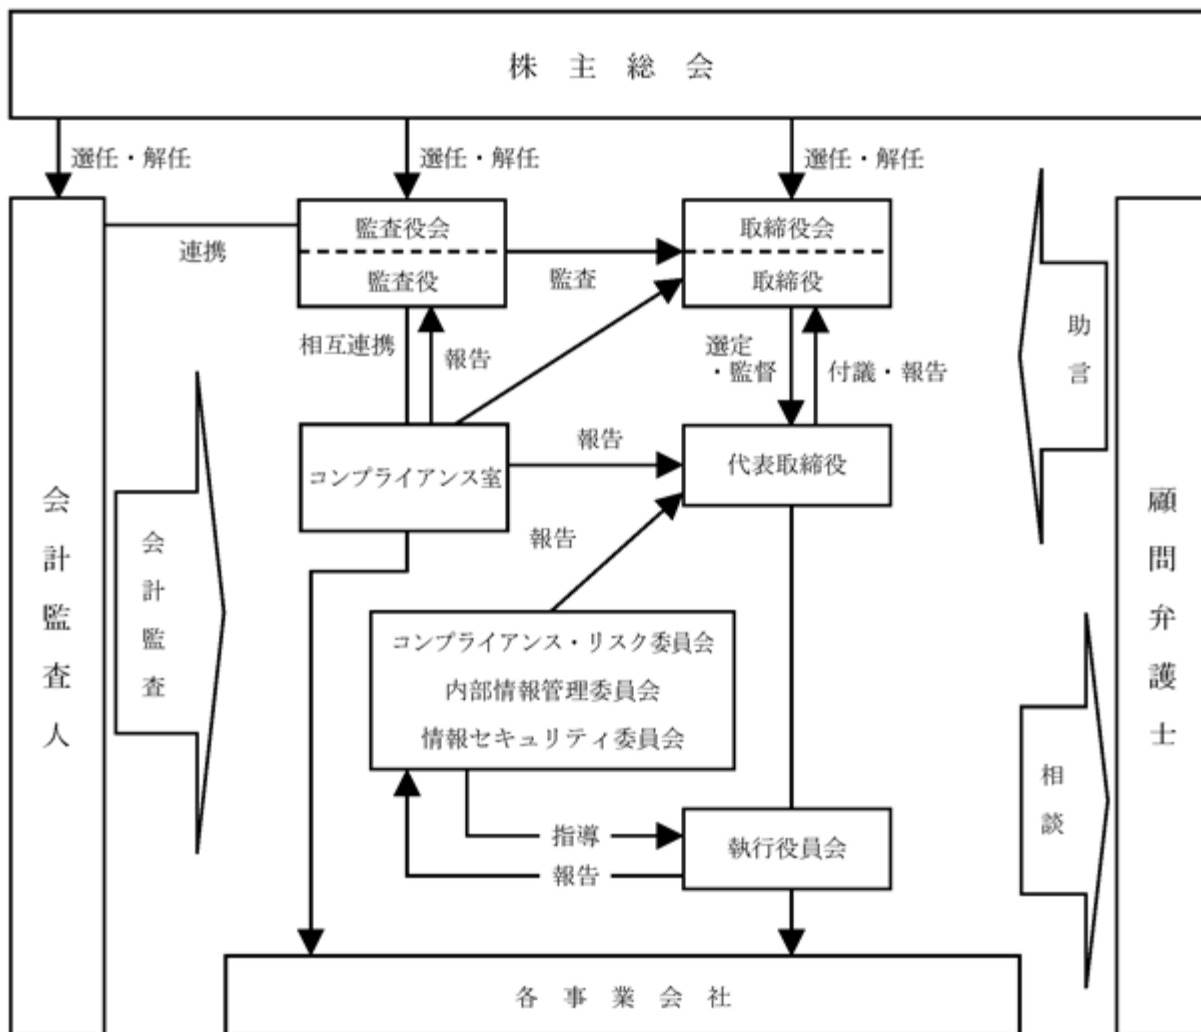 株主総会
選任・解任
選任・解任
選任・解任
監査役会
監査役
取締役会
取締役
連携
監査
相互連携
報告
選定
・監督
付議・報告
助言
コンプライアンス室
報告
代表取締役
報告
会計監査人
会計監査
顧問弁護士
コンプライアンス・リスク委員会
内部情報管理委員会
情報セキュリティ委員会
相談
指導
報告
執行役員会
各事業会社